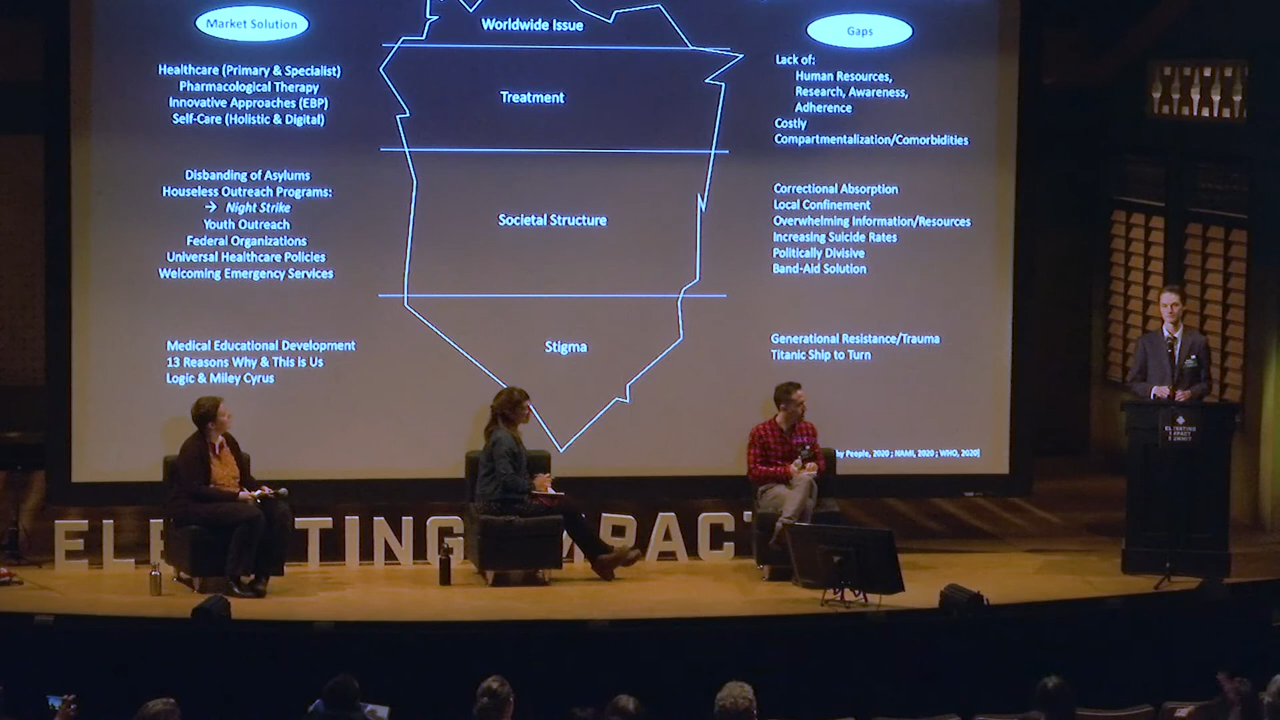 Market Solution
Healthcare (Primary & Specialist)
Pharmacological Therapy
Innovative Approaches (EBP)
Self-Care (Holistic & Digital)
Disbanding of Asylums
Houseless Outreach Programs:
→ Night Strike
Youth Outreach
Federal Organizations
Universal Healthcare Policies
Welcoming Emergency Services
Medical Educational Development
13 Reasons Why & This is Us
Logic & Miley Cyrus
Worldwide Issue
Treatment
Societal Structure
Stigma
Gaps
Lack of:
Human Resources,
Research, Awareness,
Adherence
Costly
Compartmentalization/Comorbidities
Correctional Absorption
Local Confinement
Overwhelming Information/Resources
Increasing Suicide Rates
Politically Divisive
Band-Aid Solution
Generational Resistance/Trauma
Titanic Ship to Turn
People, 2020 ; NAMI, 2020 ; WHO, 2020]